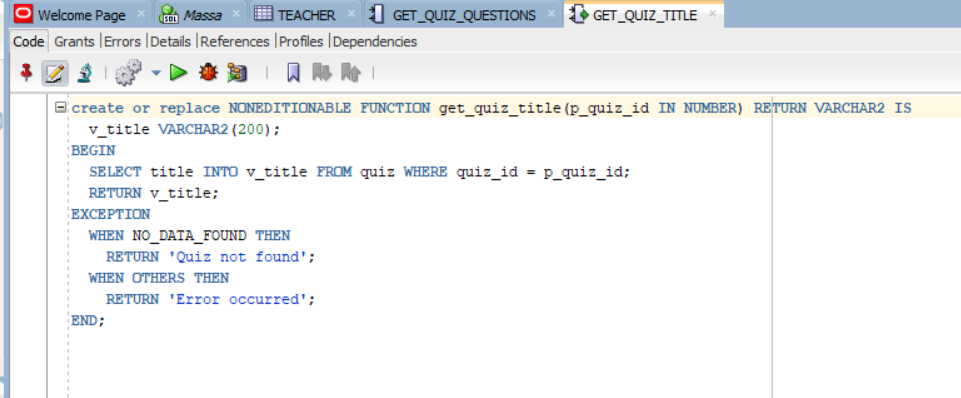 Welcome Page × Massa × TEACHER × GET_QUIZ_QUESTIONS × GET_QUIZ_TITLE ×
Code Grants |Errors |Details |References |Profiles |Dependencies
create or replace NONEDITIONABLE FUNCTION get_quiz_title(p_quiz_id IN NUMBER) RETURN VARCHAR2 IS
v_title VARCHAR2(200);
BEGIN
SELECT title INTO v_title FROM quiz WHERE quiz_id = p_quiz_id;
RETURN v_title;
EXCEPTION
WHEN NO_DATA_FOUND THEN
RETURN 'Quiz not found';
WHEN OTHERS THEN
RETURN 'Error occurred';
END;